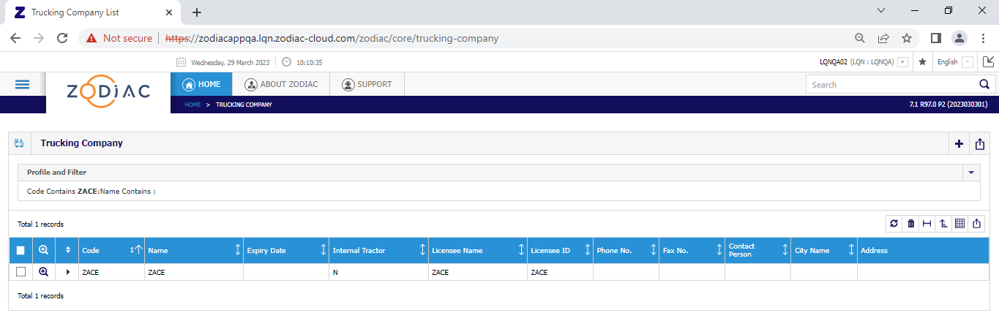 Trucking Company List
Not secure https://zodiacappqa.lqn.zodiac-cloud.com/zodiac/core/trucking-company
Wednesday, 29 March 2023 10:10:35 LQNQA02 (LQN : LQNQA) English
ZODIAC HOME ABOUT ZODIAC SUPPORT Search
HOME > TRUCKING COMPANY 7.1 R97.0 P2 (2023030301)
Trucking Company
Profile and Filter
Code Contains ZACE;Name Contains ;
Total 1 records
Code 1 Name Expiry Date Internal Tractor Licensee Name Licensee ID Phone No. Fax No. Contact Person City Name Address
ZACE ZACE N ZACE ZACE
Total 1 records